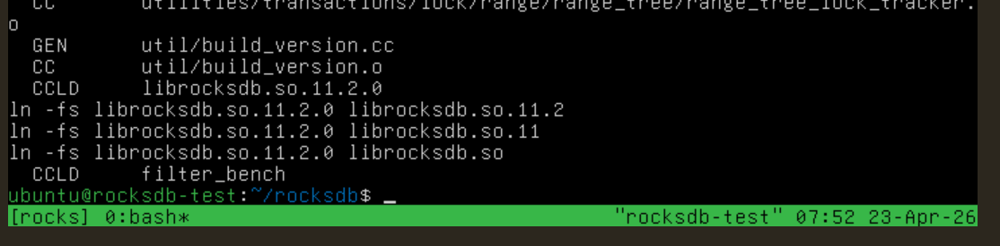 CC       utilities/transactions/lock/range/range_tree/range_tree_lock_tracker.
o
  GEN      util/build_version.cc
  CC       util/build_version.o
  CCLD     librocksdb.so.11.2.0
ln -fs librocksdb.so.11.2.0 librocksdb.so.11.2
ln -fs librocksdb.so.11.2.0 librocksdb.so.11
ln -fs librocksdb.so.11.2.0 librocksdb.so
  CCLD     filter_bench
ubuntu@rocksdb-test:~/rocksdb$ _
[rocks] 0:bash* "rocksdb-test" 07:52 23-Apr-26